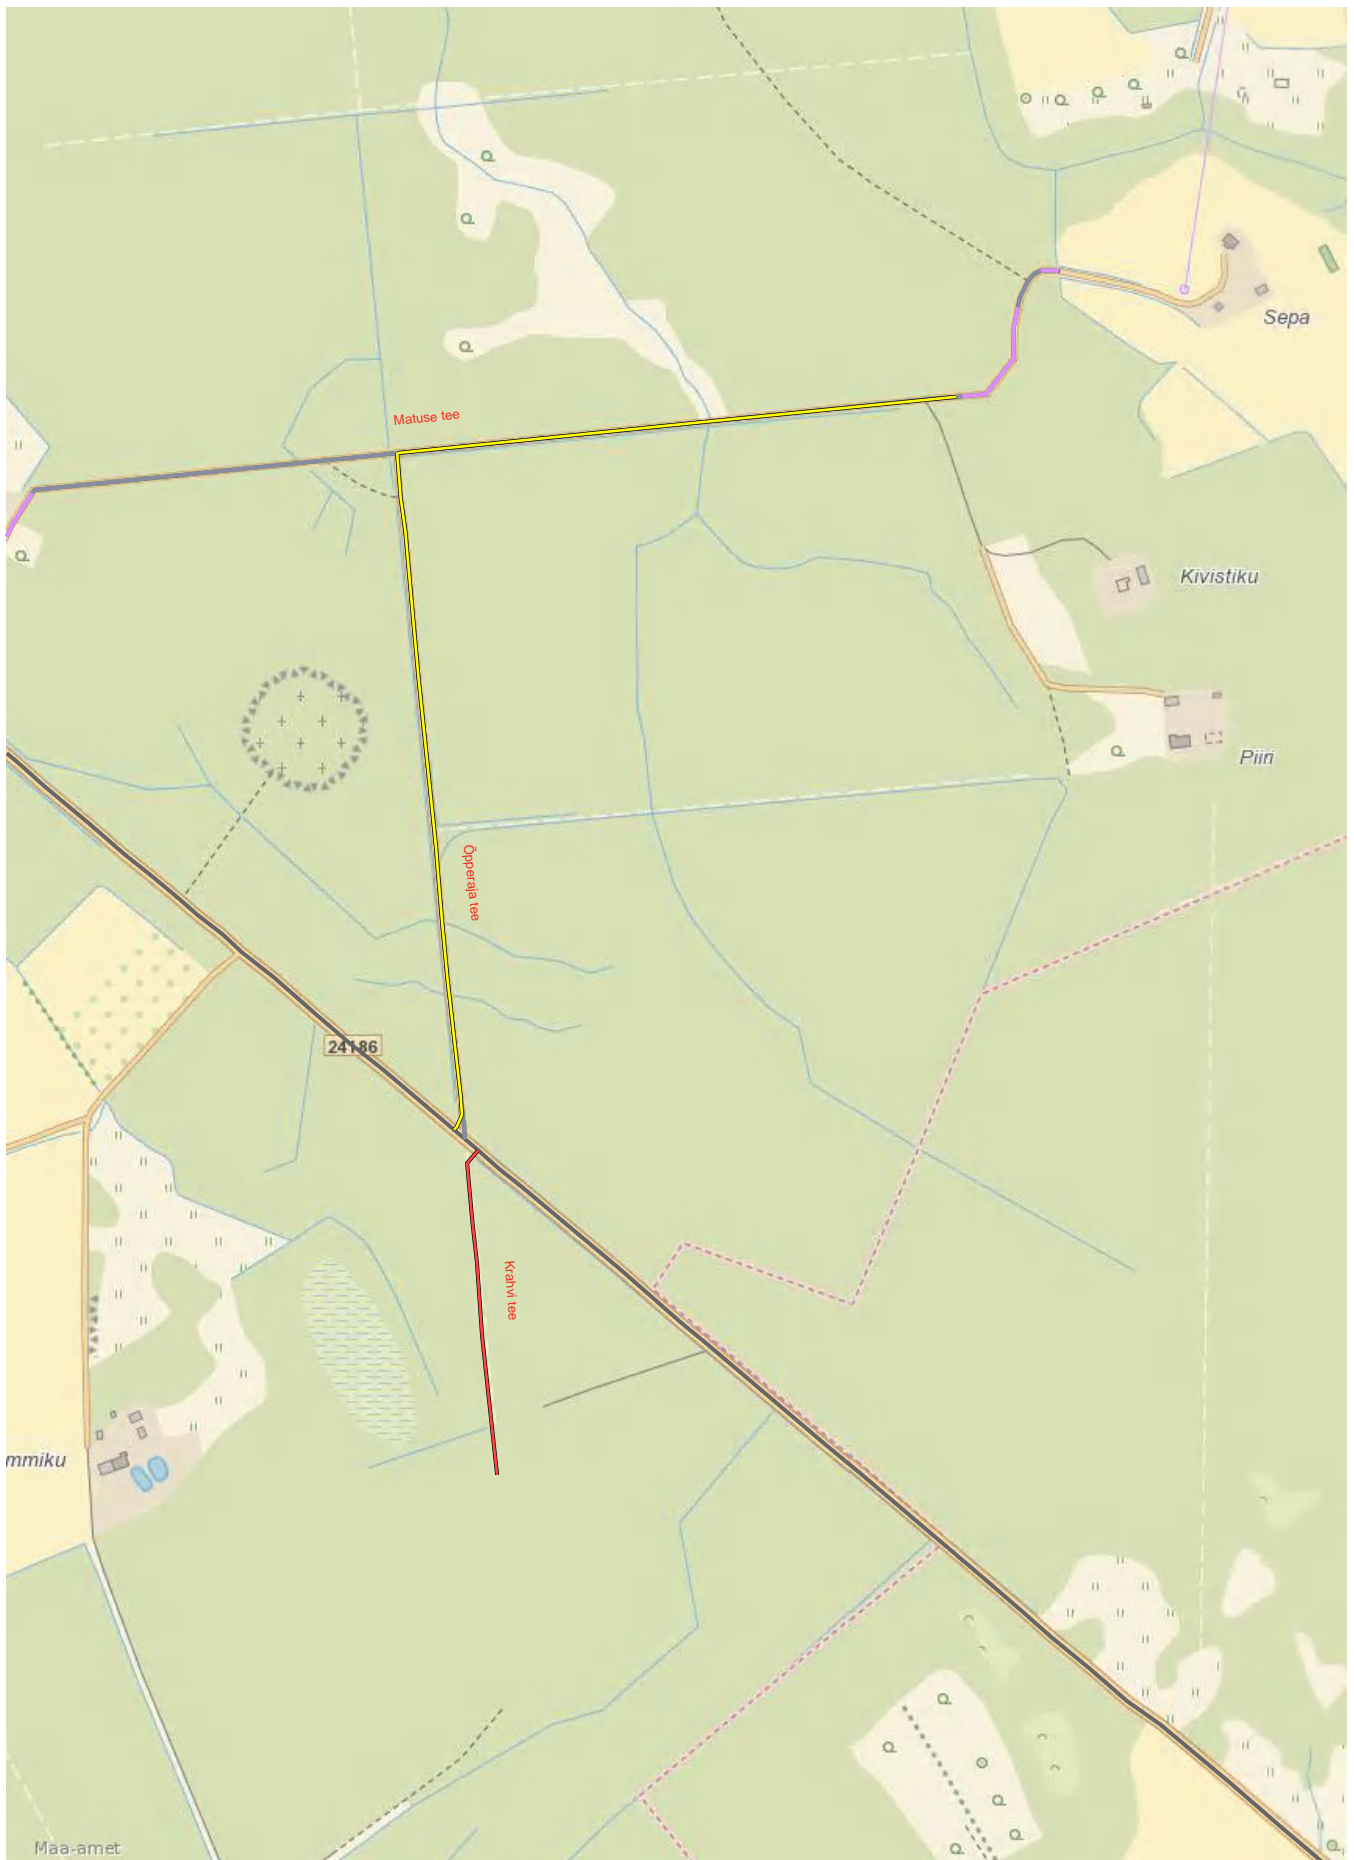 Sepa
Matuse tee
Kivistiku
Piiri
Õpperaja tee
24186
Krahvi tee
mmiku
Maa-amet